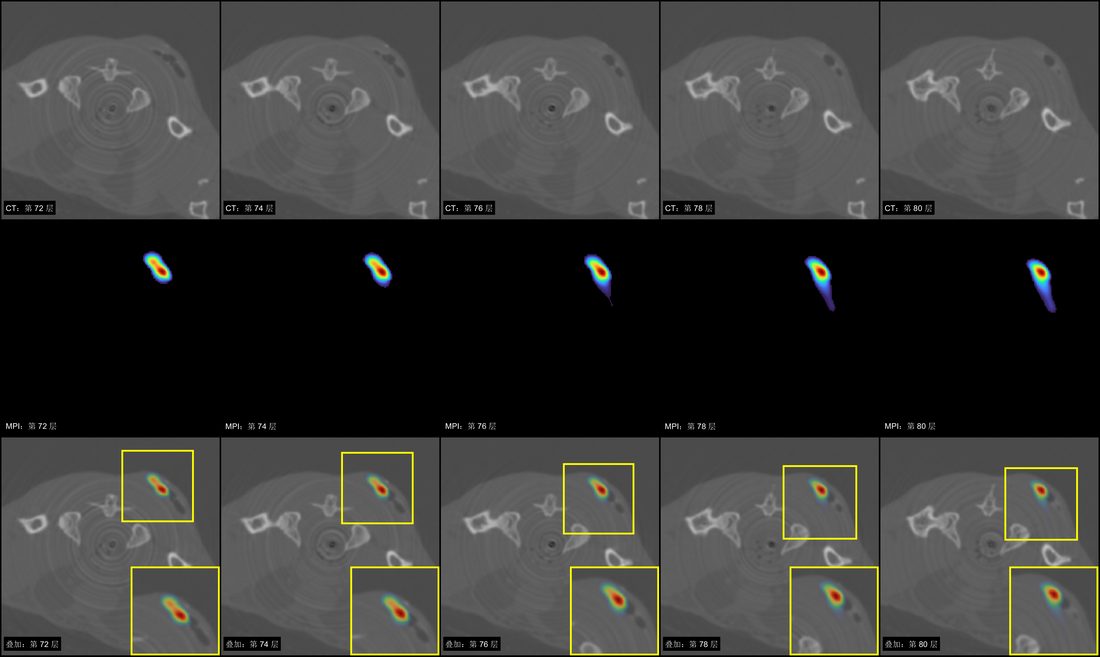 CT：第 72 层
CT：第 74 层
CT：第 76 层
CT：第 78 层
CT：第 80 层
MPI：第 72 层
MPI：第 74 层
MPI：第 76 层
MPI：第 78 层
MPI：第 80 层
叠加：第 72 层
叠加：第 74 层
叠加：第 76 层
叠加：第 78 层
叠加：第 80 层